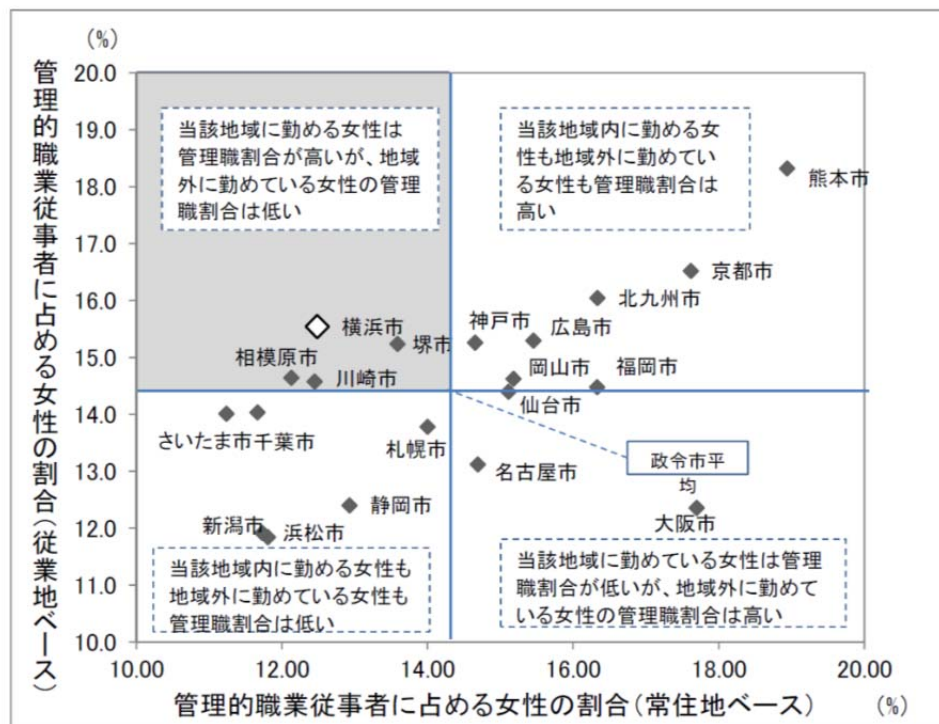 (%)
管理的職業従事者に占める女性の割合(従業地ベース)
20.0
19.0
18.0
17.0
16.0
15.0
14.0
13.0
12.0
11.0
10.0
当該地域に勤める女性は
管理職割合が高いが、地域
外に勤めている女性の管理
職割合は低い
当該地域内に勤める女
性も地域外に勤めてい
る女性も管理職割合は
高い
熊本市
京都市
北九州市
横浜市
堺市
神戸市
広島市
相模原市
川崎市
岡山市
福岡市
仙台市
さいたま市
千葉市
札幌市
名古屋市
政令市平
均
静岡市
大阪市
新潟市
浜松市
当該地域内に勤める女性も
地域外に勤めている女性も
管理職割合は低い
当該地域に勤めている女性は管理
職割合が低いが、地域外に勤めて
いる女性の管理職割合は高い
10.00 12.00 14.00 16.00 18.00 20.00
管理的職業従事者に占める女性の割合(常住地ベース) (%)